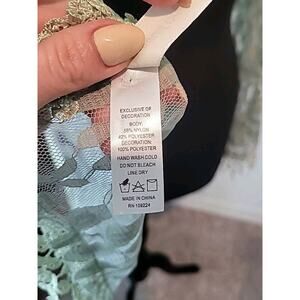 EXCLUSIVE OF
DECORATION
BODY:
58% NYLON
42% POLYESTER
DECORATION:
100% POLYESTER
HAND WASH COLD
DO NOT BLEACH
LINE DRY
MADE IN CHINA
RN 109224